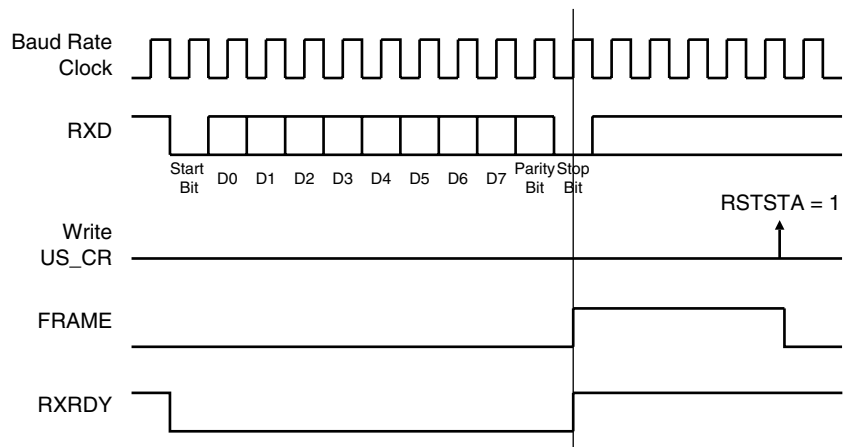 Baud Rate
Clock
RXD
Start
Bit
D0
D1
D2
D3
D4
D5
D6
D7
Parity
Bit
Stop
Bit
RSTSTA = 1
Write
US_CR
FRAME
RXRDY